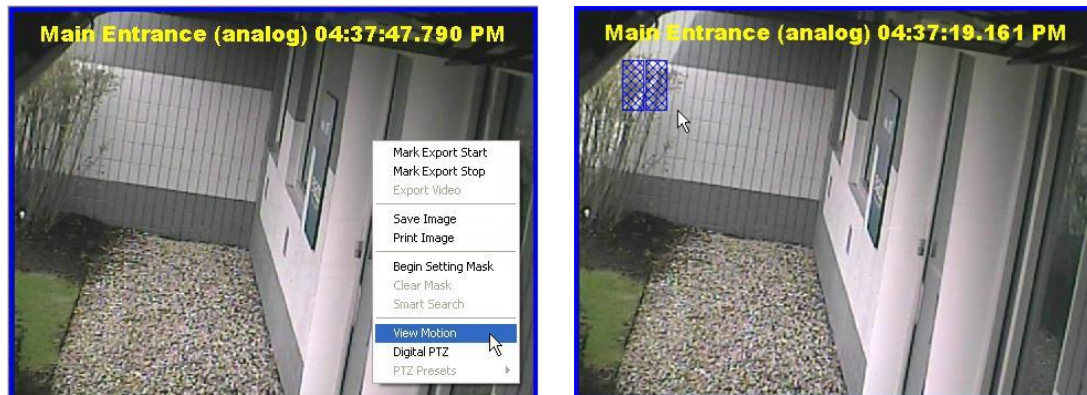 Main Entrance (analog) 04:37:47.790 PM
Mark Export Start
Mark Export Stop
Export Video
Save Image
Print Image
Begin Setting Mask
Clear Mask
Smart Search
View Motion
Digital PTZ
PTZ Presets
Main Entrance (analog) 04:37:19.161 PM